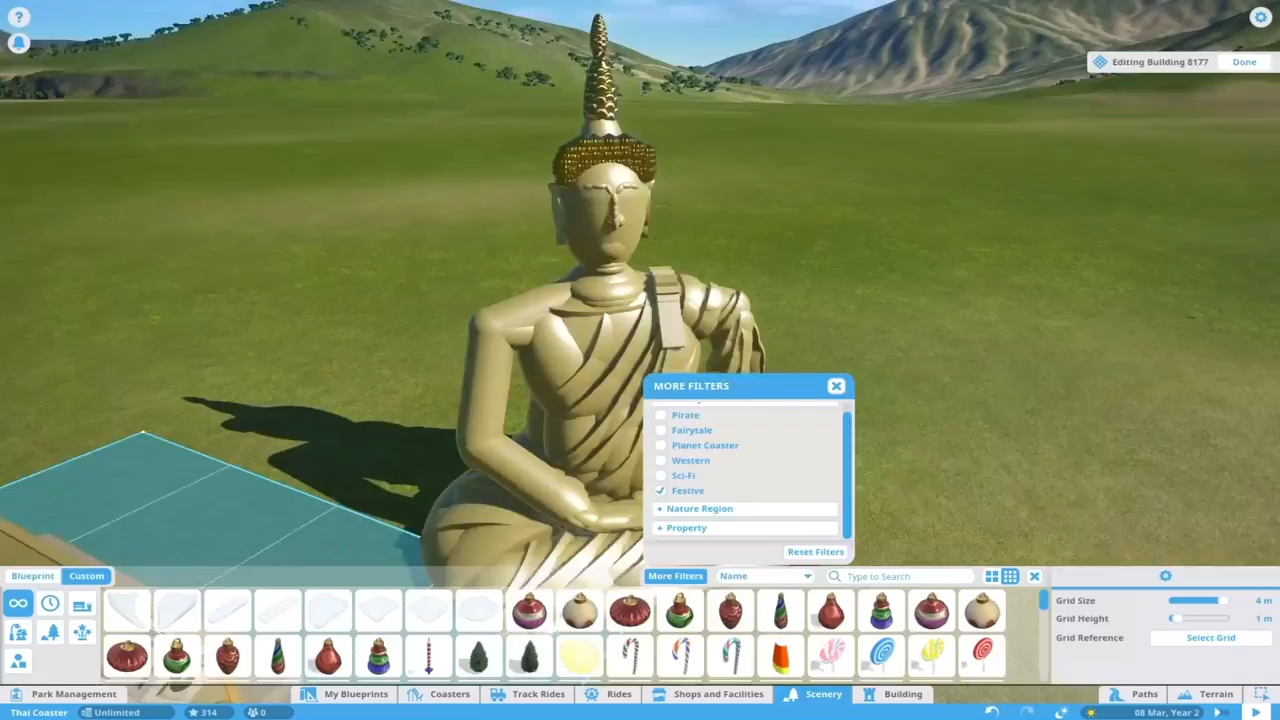 ?
Editing Building 8177 Done
MORE FILTERS
Pirate
Fairytale
Planet Coaster
Western
Sci-Fi
Festive
+ Nature Region
+ Property
Reset Filters
Blueprint Custom More Filters Name Type to Search
Grid Size 4 m
Grid Height 1 m
Grid Reference Select Grid
Park Management My Blueprints Coasters Track Rides Rides Shops and Facilities Scenery Building Paths Terrain
Thai Coaster Unlimited 314 0 08 Mar, Year 2